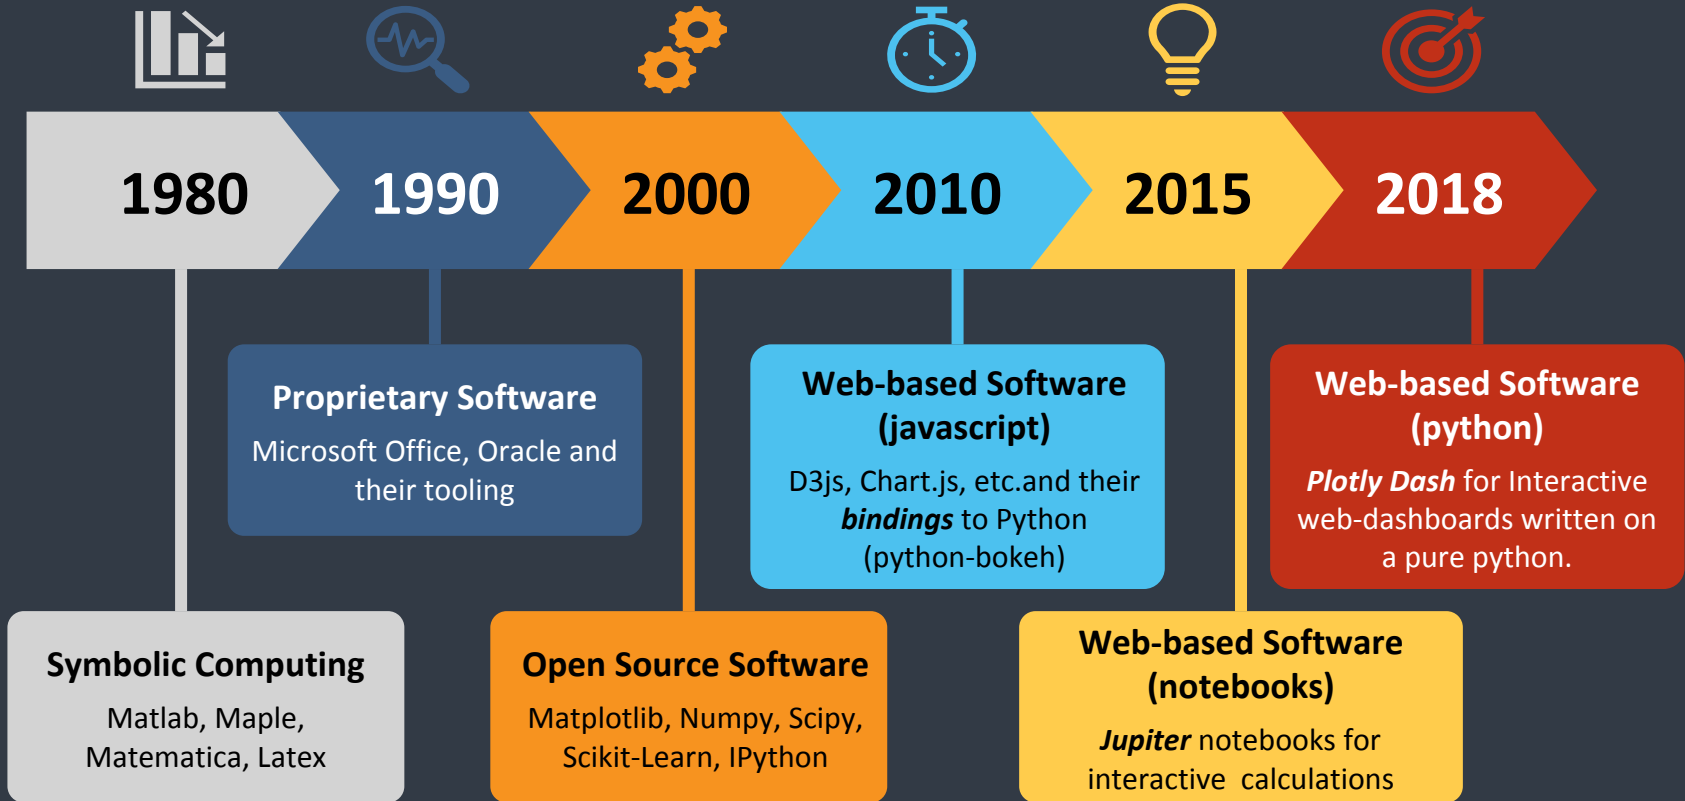 1980
1990
2000
2010
2015
2018
Proprietary Software
Microsoft Office, Oracle and
their tooling
Web-based Software
(javascript)
D3js, Chart.js, etc.and their
bindings to Python
(python-bokeh)
Web-based Software
(python)
Plotly Dash for Interactive
web-dashboards written on
a pure python.
Symbolic Computing
Matlab, Maple,
Matematica, Latex
Open Source Software
Matplotlib, Numpy, Scipy,
Scikit-Learn, IPython
Web-based Software
(notebooks)
Jupiter notebooks for
interactive calculations